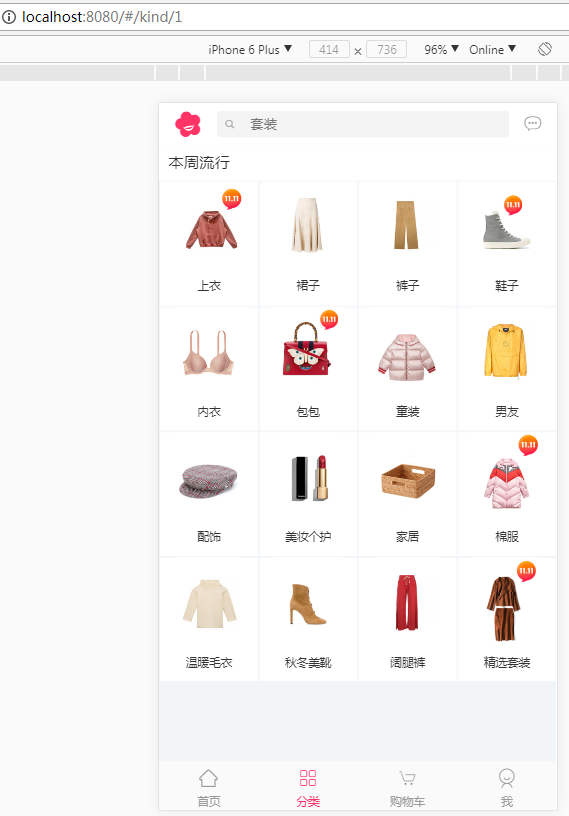 localhost:8080/#/kind/1
iPhone 6 Plus ▼ 414 × 736 96% ▼ Online ▼
套装
本周流行
11.11 11.11
上衣 裙子 裤子 鞋子
11.11
内衣 包包 童装 男友
11.11
配饰 美妆个护 家居 棉服
11.11
温暖毛衣 秋冬美靴 阔腿裤 精选套装
首页 分类 购物车 我